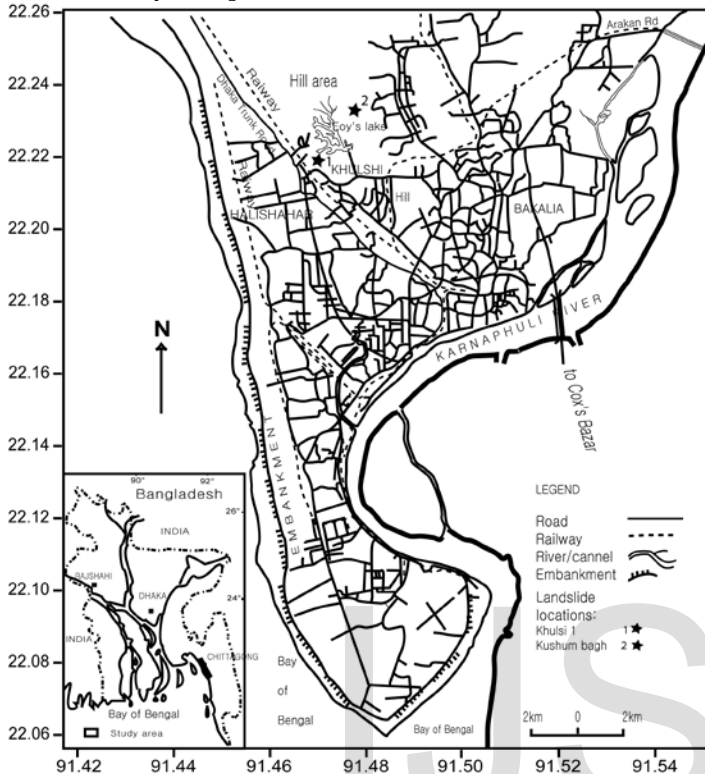 22.26
22.24
22.22
22.20
22.18
22.16
22.14
22.12
22.10
22.08
22.06
Arakan Rd
Hill area
Railway
Dhaka Trunk Road
2
Foy's lake
1
KHULSHI
Railway
Hill
HALISHAHAR
BAKALIA
KARNAPHULI RIVER
N
to Cox's Bazar
EMBANKMENT
90° 92°
Bangladesh
INDIA
26°
RAJSHAHI
DHAKA
24°
INDIA
CHITTAGONG
Bay of Bengal
Study area
Bay
of
Bengal
Bay of Bengal
LEGEND
Road
Railway
River/cannel
Embankment
Landslide
locations:
Khulsi 1 1
Kushum bagh 2
2km 0 2km
91.42 91.44 91.46 91.48 91.50 91.52 91.54